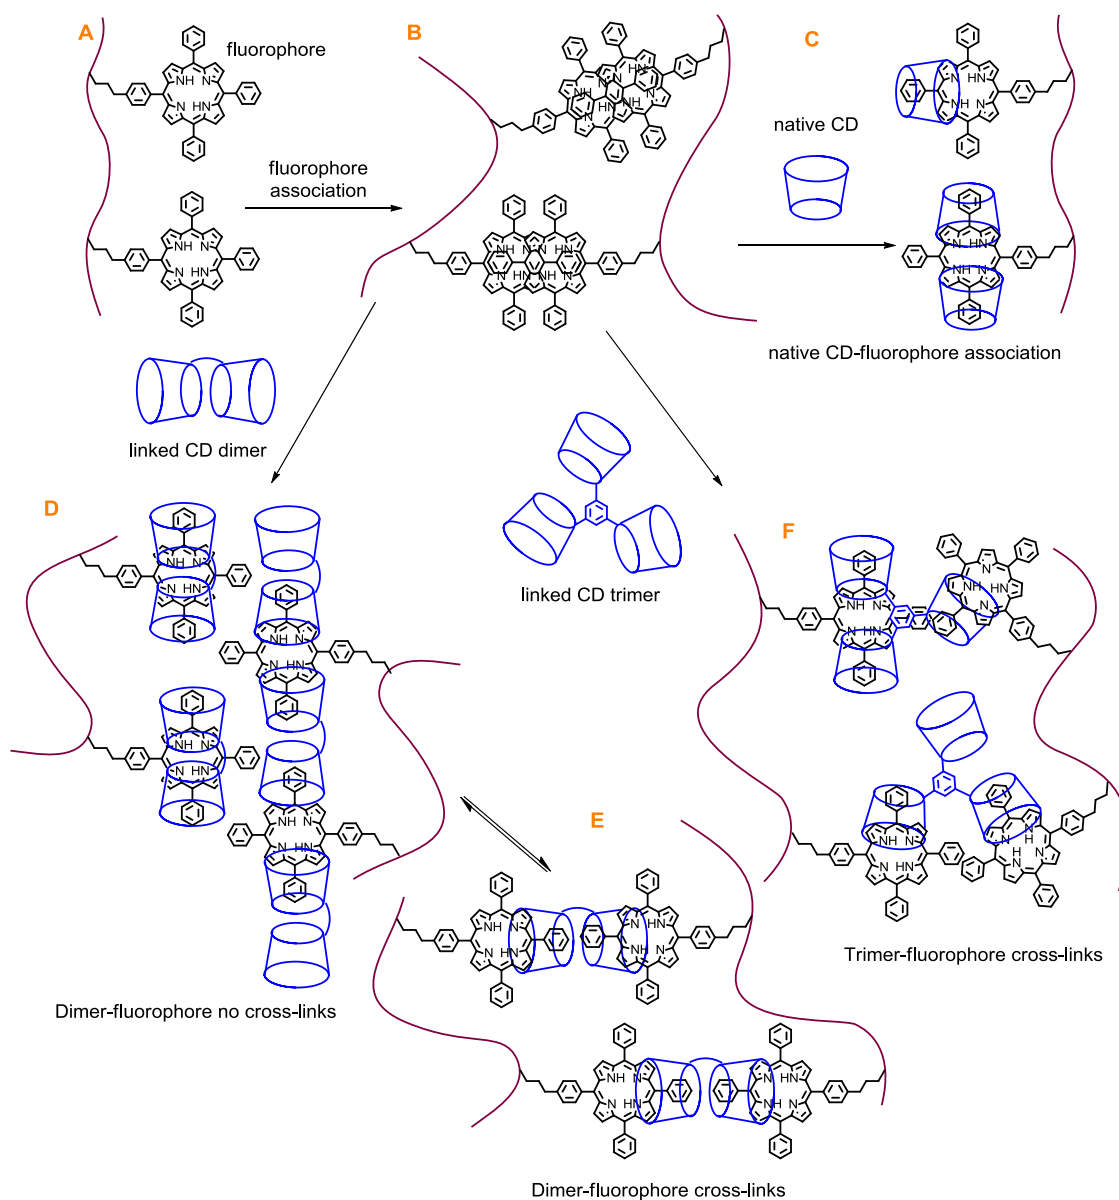 A
fluorophore
B
C
native CD
fluorophore
association
native CD-fluorophore association
linked CD dimer
D
linked CD trimer
F
E
Trimer-fluorophore cross-links
Dimer-fluorophore no cross-links
Dimer-fluorophore cross-links